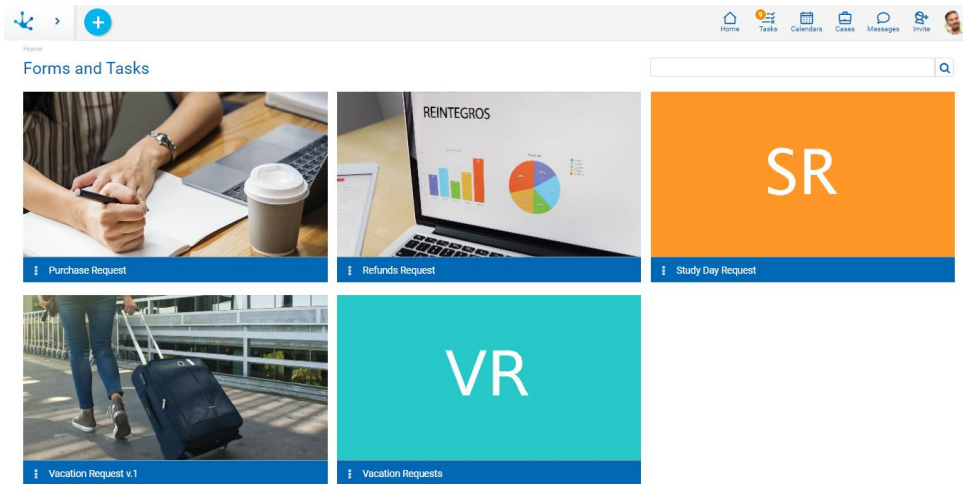 Home
Tasks
Calendars
Cases
Messages
Invite
Home
Forms and Tasks
REINTEGROS
SR
Purchase Request
Refunds Request
Study Day Request
VR
Vacation Request v.1
Vacation Requests